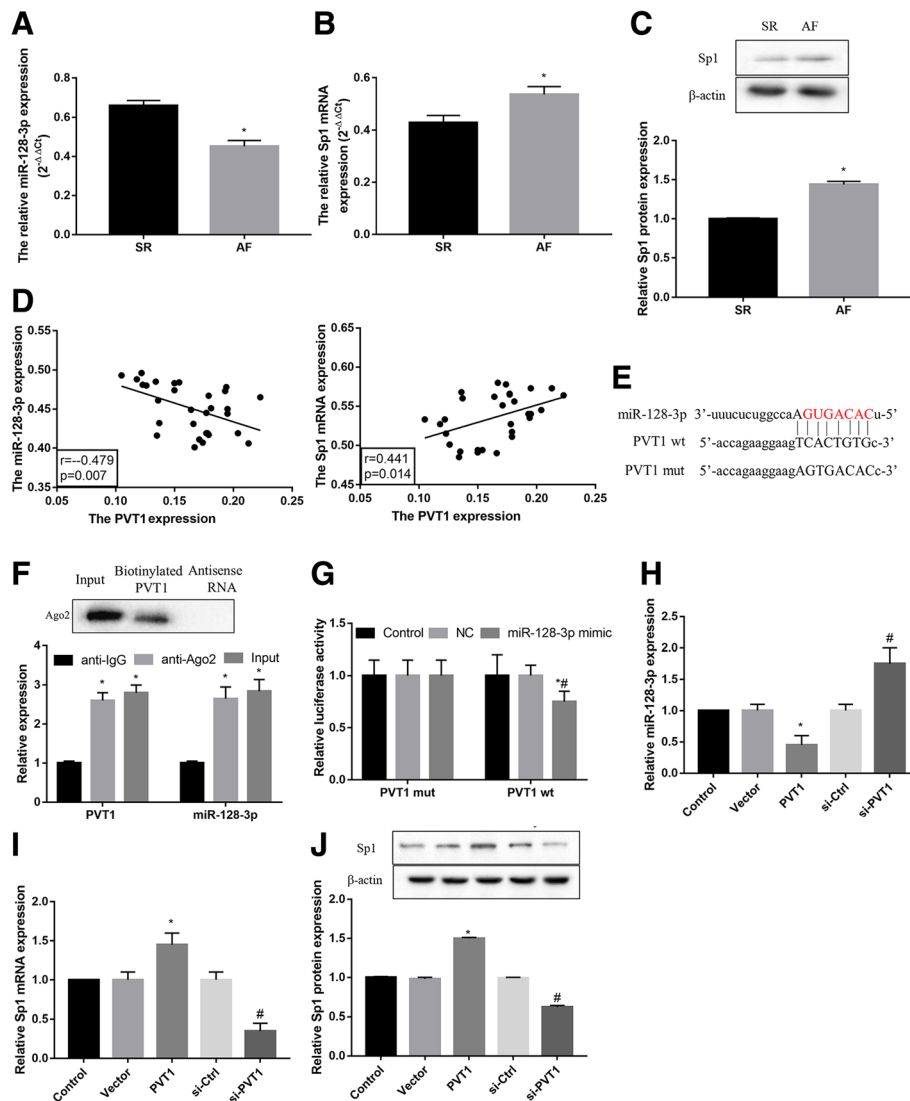 A
The relative miR-128-3p expression
(2-Δ ΔCt)
0.8
0.6
0.4
0.2
0.0
*
SR
AF
B
The relative Sp1 mRNA
expression (2-Δ ΔCt)
0.6
0.4
0.2
0.0
*
SR
AF
C
SR AF
Sp1
β-actin
Relative Sp1 protein expression
2.0
1.5
1.0
0.5
0.0
*
SR
AF
D
The miR-128-3p expression
0.55
0.50
0.45
0.40
0.35
r=--0.479
p=0.007
0.05 0.10 0.15 0.20 0.25
The PVT1 expression
The Sp1 mRNA expression
0.65
0.60
0.55
0.50
0.45
0.40
r=0.441
p=0.014
0.05 0.10 0.15 0.20 0.25
The PVT1 expression
E
miR-128-3p 3'-uuucucuggccaAGUGACACu-5'
PVT1 wt 5'-accagaaggaagTCACTGTGc-3'
PVT1 mut 5'-accagaaggaagAGTGACACc-3'
F
Input
Biotinylated
PVT1
Antisense
RNA
Ago2
anti-IgG anti-Ago2 Input
Relative expression
4
3
2
1
0
* *
* *
PVT1
miR-128-3p
G
Control NC miR-128-3p mimic
Relative luciferase activity
2.0
1.5
1.0
0.5
0.0
*#
PVT1 mut
PVT1 wt
H
Relative miR-128-3p expression
2.5
2.0
1.5
1.0
0.5
0.0
*
#
Control
Vector
PVT1
si-Ctrl
si-PVT1
I
Relative Sp1 mRNA expression
2.0
1.5
1.0
0.5
0.0
*
#
Control
Vector
PVT1
si-Ctrl
si-PVT1
J
Sp1
β-actin
Relative Sp1 protein expression
2.0
1.5
1.0
0.5
0.0
*
#
Control
Vector
PVT1
si-Ctrl
si-PVT1